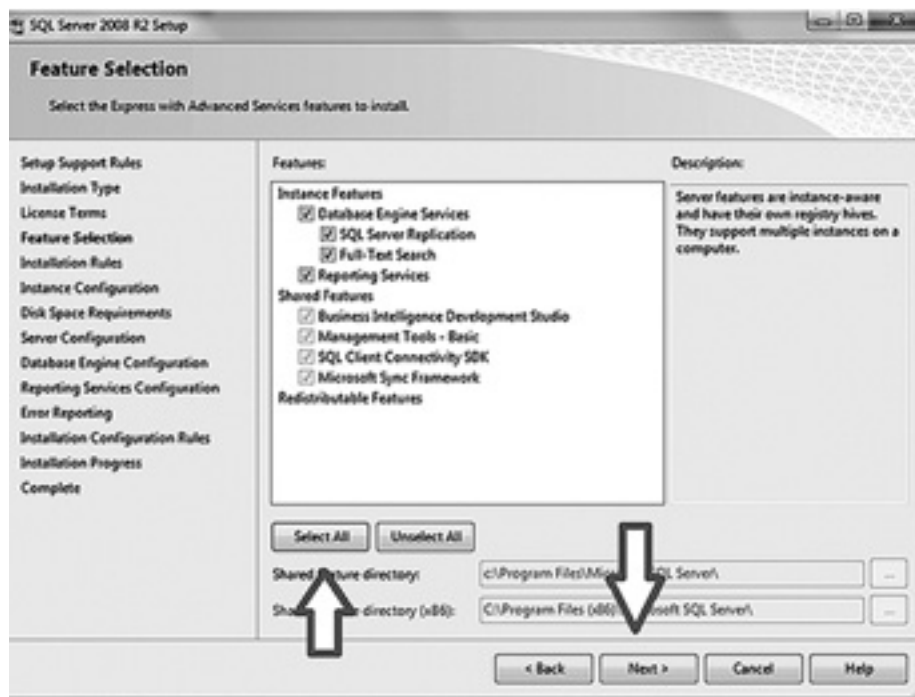 SQL Server 2008 R2 Setup
Feature Selection
Select the Express with Advanced Services features to install.
Setup Support Rules
Installation Type
License Terms
Feature Selection
Installation Rules
Instance Configuration
Disk Space Requirements
Server Configuration
Database Engine Configuration
Reporting Services Configuration
Error Reporting
Installation Configuration Rules
Installation Progress
Complete
Features:
Instance Features
Database Engine Services
SQL Server Replication
Full-Text Search
Reporting Services
Shared Features
Business Intelligence Development Studio
Management Tools - Basic
SQL Client Connectivity SDK
Microsoft Sync Framework
Redistributable Features
Description:
Server features are instance-aware
and have their own registry hives.
They support multiple instances on a
computer.
Select All Unselect All
Shared directory: c:\Program Files\ SQL Server\
directory (x86): C:\Program Files (x86) SQL Server\
...
...
< Back Next > Cancel Help